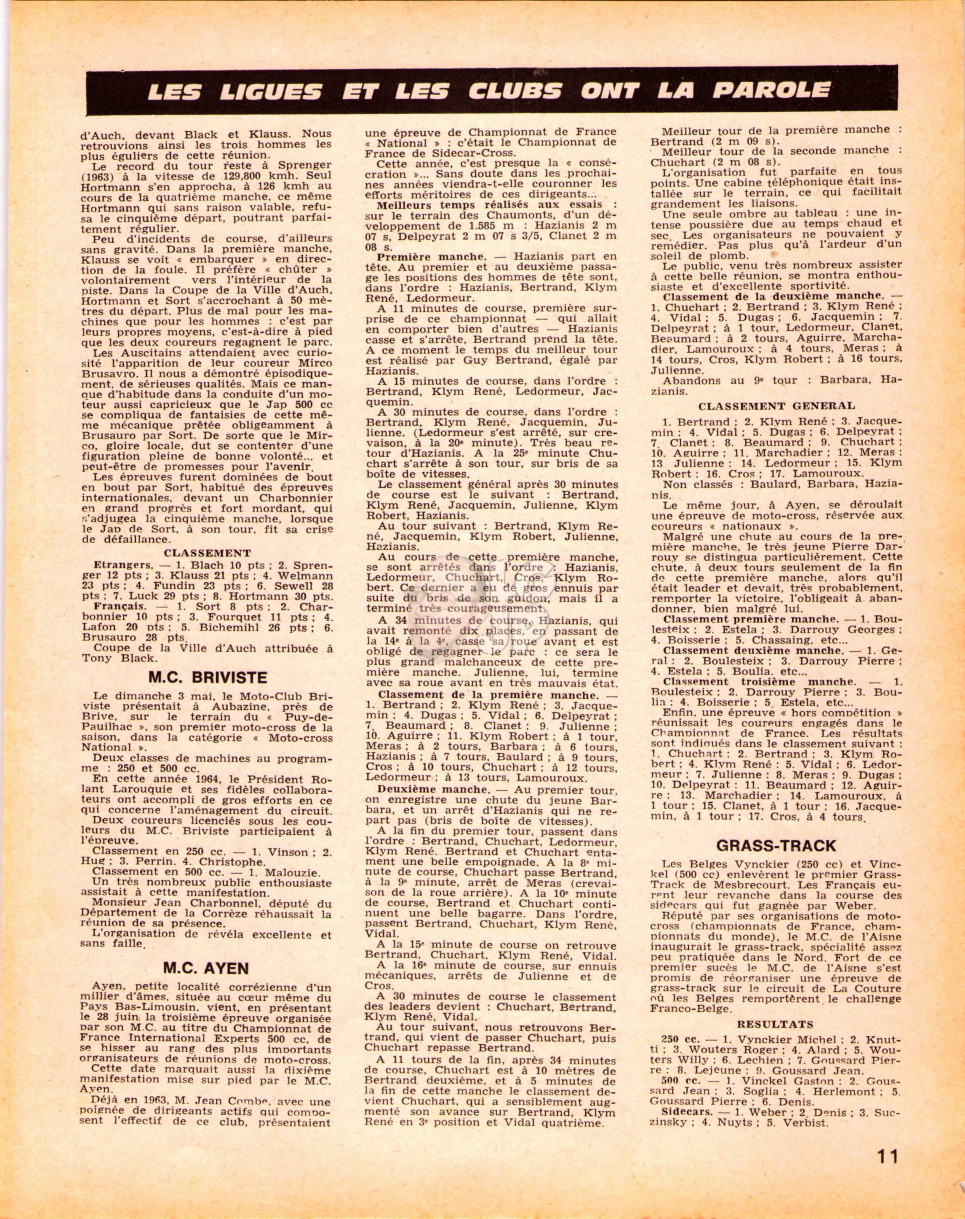 LES LIGUES ET LES CLUBS ONT LA PAROLE
d'Auch, devant Black et Klauss. Nous
retrouvions ainsi les trois hommes les
plus éguliers de cette réunion.
Le record du tour reste à Sprenger
(1963) à la vitesse de 129,800 kmh. Seul
Hortmann s'en approcha, à 126 kmh au
cours de la quatrième manche, ce même
Hortmann qui sans raison valable, refu-
sa le cinquième départ, poutrant parfai-
tement régulier.
Peu d'incidents de course, d'ailleurs
sans gravité. Dans la première manche,
Klauss se voit « embarquer » en direc-
tion de la foule. Il préfère « chûter »
volontairement vers l'intérieur de la
piste. Dans la Coupe de la Ville d'Auch,
Hortmann et Sort s'accrochant à 50 mè-
tres du départ. Plus de mal pour les ma-
chines que pour les hommes : c'est par
leurs propres moyens, c'est-à-dire à pied
que les deux coureurs regagnent le parc.
Les Auscitains attendaient avec curio-
sité l'apparition de leur coureur Mirco
Brusavro. Il nous a démontré épisodique-
ment, de sérieuses qualités. Mais ce man-
que d'habitude dans la conduite d'un mo-
teur aussi capricieux que le Jap 500 cc
se compliqua de fantaisies de cette mê-
me mécanique prêtée obligeamment à
Brusauro par Sort. De sorte que le Mir-
co, gloire locale, dut se contenter d'une
figuration pleine de bonne volonté... et
peut-être de promesses pour l'avenir.
Les épreuves furent dominées de bout
en bout par Sort, habitué des épreuves
internationales, devant un Charbonnier
en grand progrès et fort mordant, qui
s'adjugea la cinquième manche, lorsque
le Jap de Sort, à son tour, fit sa crise
de défaillance.
CLASSEMENT
Etrangers. — 1. Blach 10 pts ; 2. Spren-
ger 12 pts ; 3. Klauss 21 pts ; 4. Welmann
23 pts ; 4. Fundin 23 pts ; 6. Sewell 28
pts ; 7. Luck 29 pts ; 8. Hortmann 30 pts.
Français. — 1. Sort 8 pts ; 2. Char-
bonnier 10 pts ; 3. Fourquet 11 pts ; 4.
Lafon 20 pts ; 5. Bichemihl 26 pts ; 6.
Brusauro 28 pts.
Coupe de la Ville d'Auch attribuée à
Tony Black.
M.C. BRIVISTE
Le dimanche 3 mai, le Moto-Club Bri-
viste présentait à Aubazine, près de
Brive, sur le terrain du « Puy-de-
Pauilhac », son premier moto-cross de la
saison, dans la catégorie « Moto-cross
National ».
Deux classes de machines au program-
me : 250 et 500 cc.
En cette année 1964, le Président Ro-
lant Larouquie et ses fidèles collabora-
teurs ont accompli de gros efforts en ce
qui concerne l'aménagement du circuit.
Deux coureurs licenciés sous les cou-
leurs du M.C. Briviste participaient à
l'épreuve.
Classement en 250 cc. — 1. Vinson ; 2.
Hug ; 3. Perrin. 4. Christophe.
Classement en 500 cc. — 1. Malouzie.
Un très nombreux public enthousiaste
assistait à cette manifestation.
Monsieur Jean Charbonnel, député du
Département de la Corrèze réhaussait la
réunion de sa présence.
L'organisation de révéla excellente et
sans faille.
M.C. AYEN
Ayen, petite localité corrézienne d'un
millier d'âmes, située au cœur même du
Pays Bas-Limousin, vient, en présentant
le 28 juin la troisième épreuve organisée
par son M.C. au titre du Championnat de
France International Experts 500 cc, de
se hisser au rang des plus importants
organisateurs de réunions de moto-cross.
Cette date marquait aussi la dixième
manifestation mise sur pied par le M.C.
Ayen.
Déjà en 1963, M. Jean Combe, avec une
poignée de dirigeants actifs qui compo-
sent l'effectif de ce club, présentaient
une épreuve de Championnat de France
« National » : c'était le Championnat de
France de Sidecar-Cross.
Cette année, c'est presque la « consé-
cration »... Sans doute dans les prochai-
nes années viendra-t-elle couronner les
efforts méritoires de ces dirigeants...
Meilleurs temps réalisés aux essais :
sur le terrain des Chaumonts, d'un dé-
veloppement de 1.585 m : Hazianis 2 m
07 s, Delpeyrat 2 m 07 s 3/5, Clanet 2 m
08 s.
Première manche. — Hazianis part en
tête. Au premier et au deuxième passa-
ge les positions des hommes de tête sont,
dans l'ordre : Hazianis, Bertrand, Klym
René, Ledormeur.
A 11 minutes de course, première sur-
prise de ce championnat — qui allait
en comporter bien d'autres — Hazianis
casse et s'arrête, Bertrand prend la tête.
A ce moment le temps du meilleur tour
est réalisé par Guy Bertrand, égalé par
Hazianis.
A 15 minutes de course, dans l'ordre :
Bertrand, Klym René, Ledormeur, Jac-
quemin.
A 30 minutes de course, dans l'ordre :
Bertrand, Klym René, Jacquemin, Ju-
lienne. (Ledormeur s'est arrêté, sur cre-
vaison, à la 20e minute). Très beau re-
tour d'Hazianis. A la 25e minute Chu-
chart s'arrête à son tour, sur bris de sa
boîte de vitesses.
Le classement général après 30 minutes
de course est le suivant : Bertrand,
Klym René, Jacquemin, Julienne, Klym
Robert, Hazianis.
Au tour suivant : Bertrand, Klym Re-
né, Jacquemin, Klym Robert, Julienne,
Hazianis.
Au cours de cette première manche,
se sont arrêtés dans l'ordre : Hazianis,
Ledormeur, Chuchart, Cros, Klym Ro-
bert. Ce dernier a eu de gros ennuis par
suite du bris de son guidon, mais il a
terminé très courageusement.
A 34 minutes de course, Hazianis, qui
avait remonté dix places, en passant de
la 14e à la 4e, casse sa roue avant et est
obligé de regagner le parc : ce sera le
plus grand malchanceux de cette pre-
mière manche. Julienne, lui, termine
avec sa roue avant en très mauvais état.
Classement de la première manche. —
1. Bertrand ; 2. Klym René ; 3. Jacque-
min ; 4. Dugas ; 5. Vidal ; 6. Delpeyrat ;
7. Beaumard ; 8. Clanet ; 9. Julienne ;
10. Aguirre ; 11. Klym Robert ; à 1 tour,
Meras ; à 2 tours, Barbara ; à 6 tours,
Hazianis ; à 7 tours, Baulard ; à 9 tours,
Cros ; à 10 tours, Chuchart ; à 12 tours,
Ledormeur ; à 13 tours, Lamouroux.
Deuxième manche. — Au premier tour,
on enregistre une chute du jeune Bar-
bara, et un arrêt d'Hazianis qui ne re-
part pas (bris de boîte de vitesses).
A la fin du premier tour, passent dans
l'ordre : Bertrand, Chuchart, Ledormeur,
Klym René. Bertrand et Chuchart enta-
ment une belle empoignade. A la 8e mi-
nute de course, Chuchart passe Bertrand,
à la 9e minute, arrêt de Meras (crevai-
son de la roue arrière). A la 10e minute
de course, Bertrand et Chuchart conti-
nuent une belle bagarre. Dans l'ordre,
passent Bertrand, Chuchart, Klym René,
Vidal.
A la 15e minute de course on retrouve
Bertrand, Chuchart, Klym René, Vidal.
A la 16e minute de course, sur ennuis
mécaniques, arrêts de Julienne et de
Cros.
A 30 minutes de course le classement
des leaders devient : Chuchart, Bertrand,
Klym René, Vidal.
Au tour suivant, nous retrouvons Ber-
trand, qui vient de passer Chuchart, puis
Chuchart repasse Bertrand.
A 11 tours de la fin, après 34 minutes
de course, Chuchart est à 10 mètres de
Bertrand deuxième, et à 5 minutes de
la fin de cette manche le classement de-
vient Chuchart, qui a sensiblement aug-
menté son avance sur Bertrand, Klym
René en 3e position et Vidal quatrième.
Meilleur tour de la première manche :
Bertrand (2 m 09 s).
Meilleur tour de la seconde manche :
Chuchart (2 m 08 s).
L'organisation fut parfaite en tous
points. Une cabine téléphonique était ins-
tallée sur le terrain, ce qui facilitait
grandement les liaisons.
Une seule ombre au tableau : une in-
tense poussière due au temps chaud et
sec. Les organisateurs ne pouvaient y
remédier. Pas plus qu'à l'ardeur d'un
soleil de plomb.
Le public, venu très nombreux assister
à cette belle réunion, se montra enthou-
siaste et d'excellente sportivité.
Classement de la deuxième manche. —
1. Chuchart ; 2. Bertrand ; 3. Klym René ;
4. Vidal ; 5. Dugas ; 6. Jacquemin ; 7.
Delpeyrat ; à 1 tour, Ledormeur, Clanet,
Beaumard ; à 2 tours, Aguirre, Marcha-
dier, Lamouroux ; à 4 tours, Meras ; à
14 tours, Cros, Klym Robert ; à 16 tours,
Julienne.
Abandons au 9e tour : Barbara, Ha-
zianis.
CLASSEMENT GENERAL
1. Bertrand ; 2. Klym René ; 3. Jacque-
min ; 4. Vidal ; 5. Dugas ; 6. Delpeyrat ;
7. Clanet ; 8. Beaumard ; 9. Chuchart ;
10. Aguirre ; 11. Marchadier ; 12. Meras ;
13 Julienne ; 14. Ledormeur ; 15. Klym
Robert ; 16. Cros ; 17. Lamouroux.
Non classés : Baulard, Barbara, Hazia-
nis.
Le même jour, à Ayen, se déroulait
une épreuve de moto-cross, réservée aux
coureurs « nationaux ».
Malgré une chute au cours de la pre-
mière manche, le très jeune Pierre Dar-
rouy se distingua particulièrement. Cette
chute, à deux tours seulement de la fin
de cette première manche, alors qu'il
était leader et devait, très probablement,
remporter la victoire, l'obligeait à aban-
donner, bien malgré lui.
Classement première manche. — 1. Bou-
lesteix ; 2. Estela ; 3. Darrouy Georges ;
4. Boisserie ; 5. Chassaing, etc...
Classement deuxième manche. — 1. Ge-
ral : 2. Boulesteix ; 3. Darrouy Pierre ;
4. Estela ; 5. Boulia, etc...
Classement troisième manche. — 1.
Boulesteix ; 2. Darrouy Pierre ; 3. Bou-
lia ; 4. Boisserie ; 5. Estela, etc...
Enfin, une épreuve « hors compétition »
réunissait les coureurs engagés dans le
Championnat de France. Les résultats
sont indiqués dans le classement suivant :
1. Chuchart ; 2. Bertrand ; 3. Klym Ro-
bert ; 4. Klym René ; 5. Vidal ; 6. Ledor-
meur ; 7. Julienne ; 8. Meras ; 9. Dugas ;
10. Delpeyrat ; 11. Beaumard ; 12. Aguir-
re ; 13. Marchadier ; 14. Lamouroux, à
1 tour ; 15. Clanet, à 1 tour ; 16. Jacque-
min, à 1 tour ; 17. Cros, à 4 tours.
GRASS-TRACK
Les Belges Vynckier (250 cc) et Vinc-
kel (500 cc) enlevèrent le premier Grass-
Track de Mesbrecourt. Les Français eu-
rent leur revanche dans la course des
sidecars qui fut gagnée par Weber.
Réputé par ses organisations de moto-
cross (championnats de France, cham-
pionnats du monde), le M.C. de l'Aisne
inaugurait le grass-track, spécialité assez
peu pratiquée dans le Nord. Fort de ce
premier sucès le M.C. de l'Aisne s'est
promis de réorganiser une épreuve de
grass-track sur le circuit de La Couture
où les Belges remportèrent le challenge
Franco-Belge.
RESULTATS
250 cc. — 1. Vynckier Michel ; 2. Knut-
ti ; 3. Wouters Roger ; 4. Alard ; 5. Wou-
ters Willy ; 6. Lechien ; 7. Goussard Pier-
re : 8. Lejeune ; 9. Goussard Jean.
500 cc. — 1. Vinckel Gaston ; 2. Gous-
sard Jean ; 3. Soglia ; 4. Herlemont ; 5.
Goussard Pierre ; 6. Denis.
Sidecars. — 1. Weber ; 2. Denis ; 3. Suc-
zinsky ; 4. Nuyts ; 5. Verbist.
11